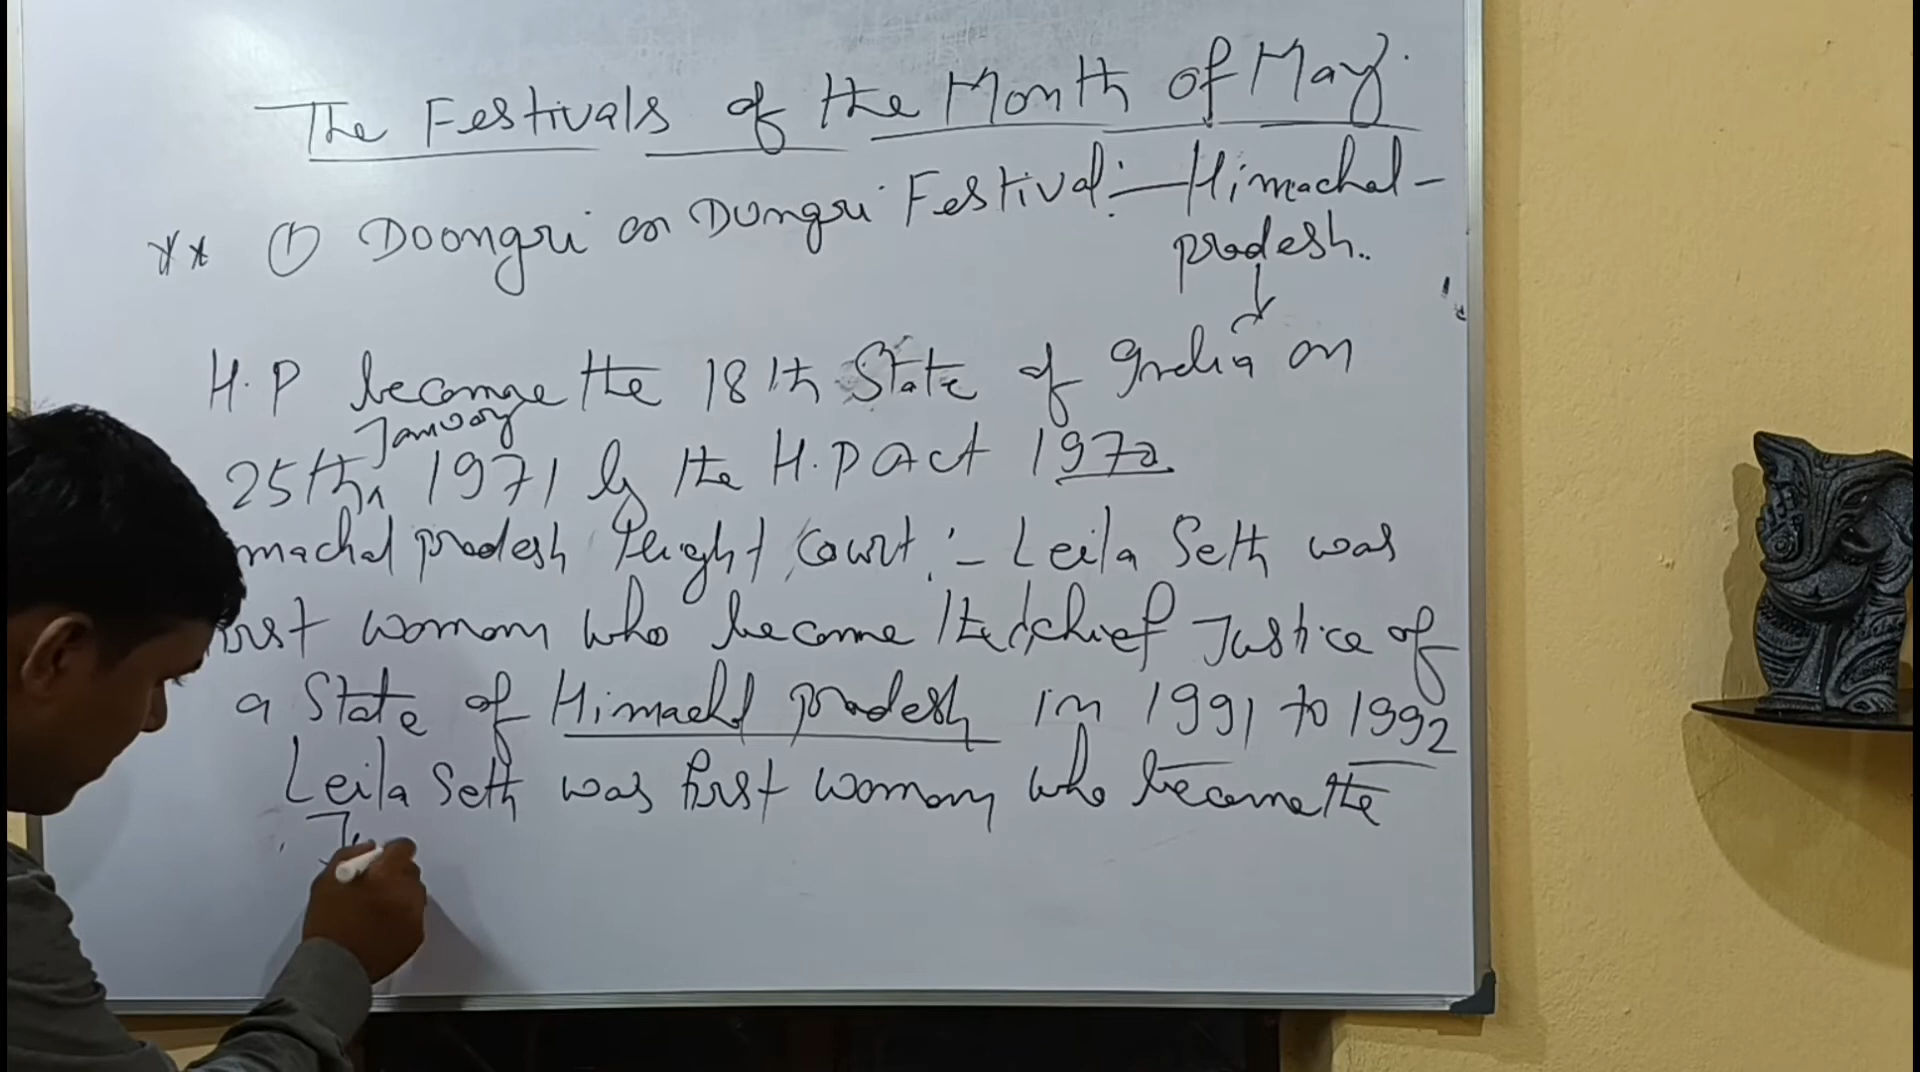 The Festivals of the Month of May.
** ① Doongri or Dungri Festival:- Himachal-
pradesh..
H.P become the 18th State of India on
January
25th, 1971 by the H.P Act 1970
machal pradesh Hight Court:- Leila Seth was
first woman who become the chief Justice of
a State of Himachl pradesh in 1991 to 1992
Leila Seth was first woman who became the
Ju